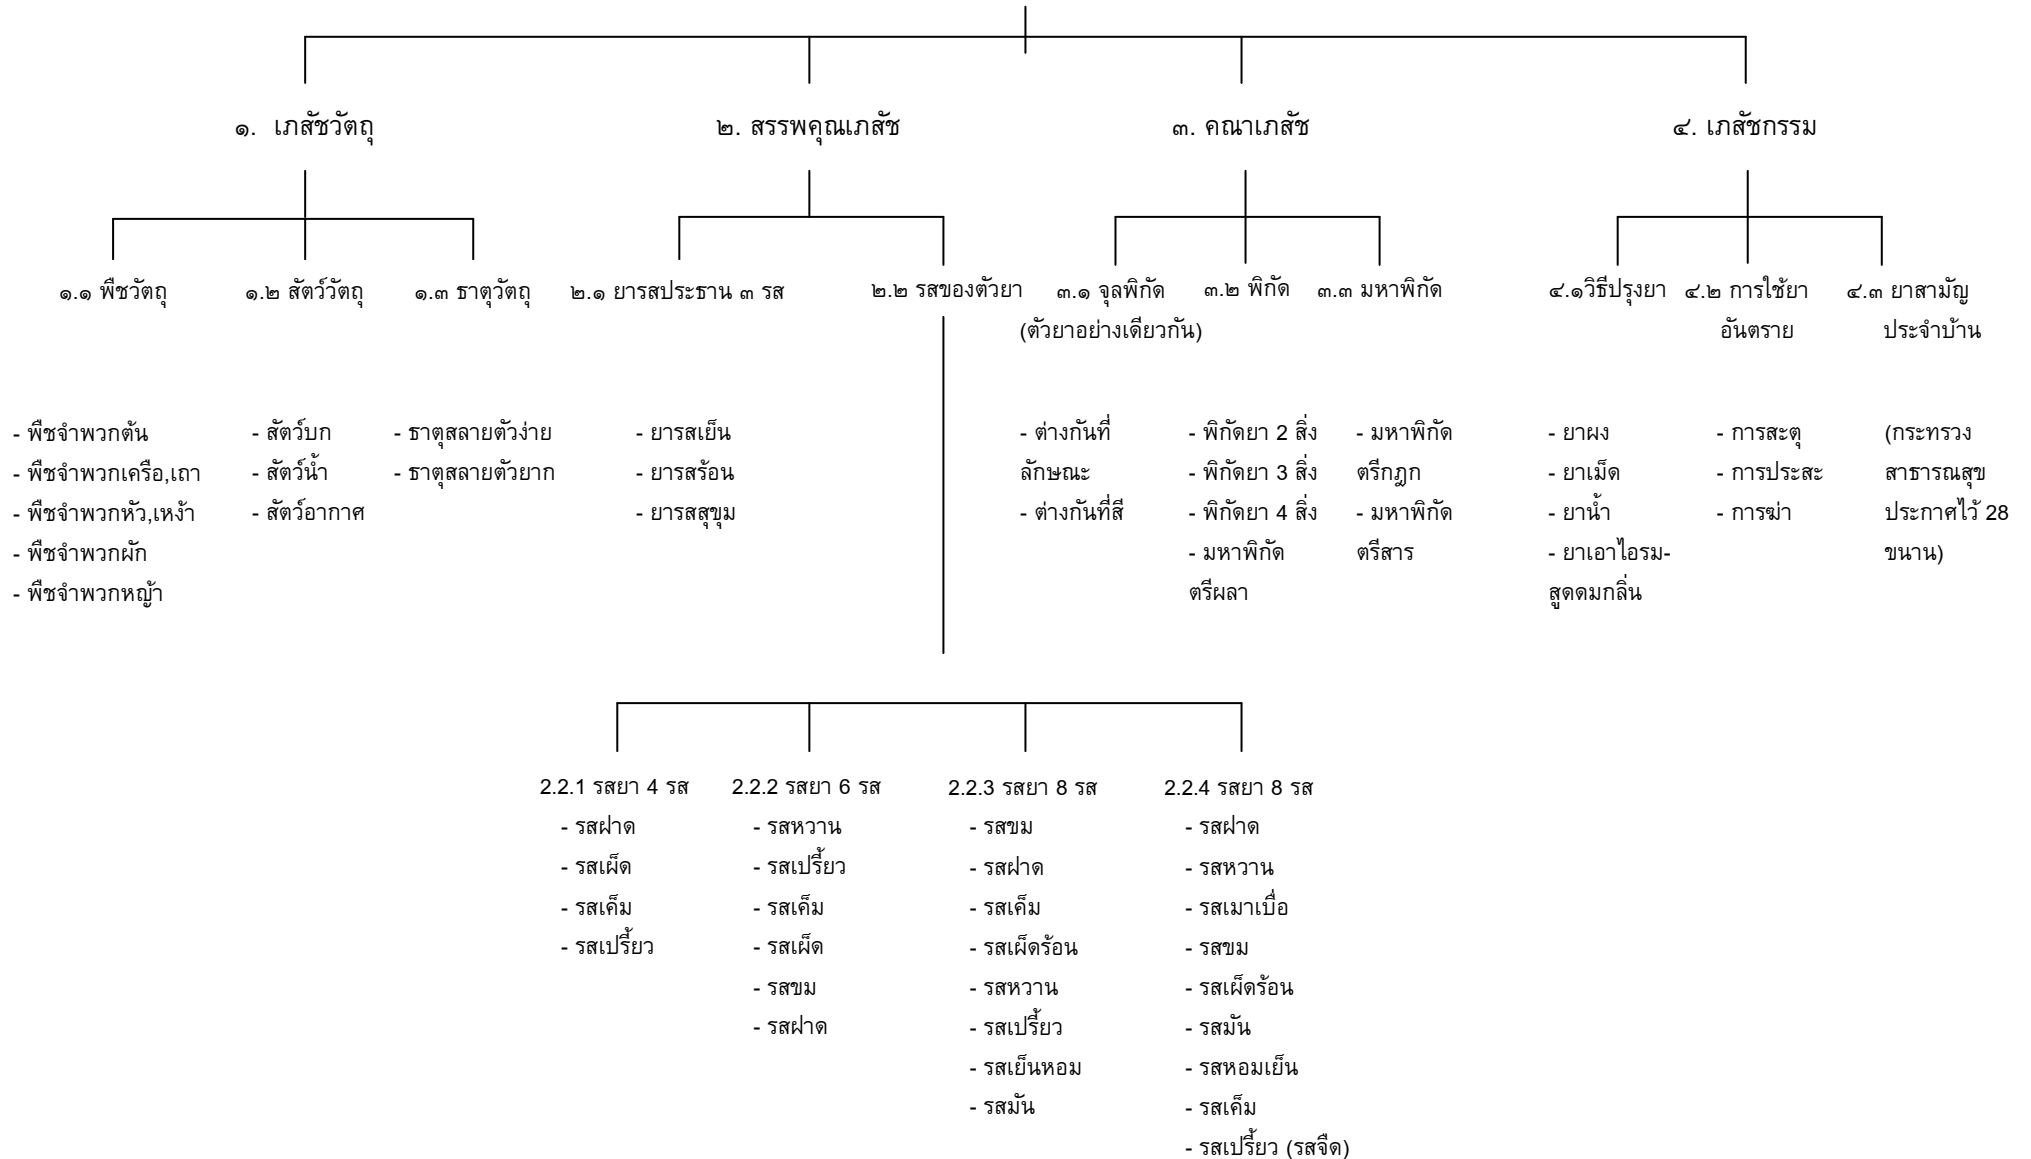 ๑. เภสัชวัตถุ
๒. สรรพคุณเภสัช
๓. คณาเภสัช
๔. เภสัชกรรม
๑.๑ พืชวัตถุ
๑.๒ สัตว์วัตถุ
๑.๓ ธาตุวัตถุ
๒.๑ ยารสประธาน ๓ รส
๒.๒ รสของตัวยา
๓.๑ จุลพิกัด
(ตัวยาอย่างเดียวกัน)
๓.๒ พิกัด
๓.๓ มหาพิกัด
๔.๑วิธีปรุงยา
๔.๒ การใช้ยา
อันตราย
๔.๓ ยาสามัญ
ประจำบ้าน
- พืชจำพวกต้น
- พืชจำพวกเครือ,เถา
- พืชจำพวกหัว,เหง้า
- พืชจำพวกผัก
- พืชจำพวกหญ้า
- สัตว์บก
- สัตว์น้ำ
- สัตว์อากาศ
- ธาตุสลายตัวง่าย
- ธาตุสลายตัวยาก
- ยารสเย็น
- ยารสร้อน
- ยารสสุขุม
- ต่างกันที่
ลักษณะ
- ต่างกันที่สี
- พิกัดยา 2 สิ่ง
- พิกัดยา 3 สิ่ง
- พิกัดยา 4 สิ่ง
- มหาพิกัด
ตรีผลา
- มหาพิกัด
ตรีกฎุก
- มหาพิกัด
ตรีสาร
- ยาผง
- ยาเม็ด
- ยาน้ำ
- ยาเอาไอรม-
สูดดมกลิ่น
- การสะตุ
- การประสะ
- การฆ่า
(กระทรวง
สาธารณสุข
ประกาศไว้ 28
ขนาน)
2.2.1 รสยา 4 รส
- รสฝาด
- รสเผ็ด
- รสเค็ม
- รสเปรี้ยว
2.2.2 รสยา 6 รส
- รสหวาน
- รสเปรี้ยว
- รสเค็ม
- รสเผ็ด
- รสขม
- รสฝาด
2.2.3 รสยา 8 รส
- รสขม
- รสฝาด
- รสเค็ม
- รสเผ็ดร้อน
- รสหวาน
- รสเปรี้ยว
- รสเย็นหอม
- รสมัน
2.2.4 รสยา 8 รส
- รสฝาด
- รสหวาน
- รสเมาเบื่อ
- รสขม
- รสเผ็ดร้อน
- รสมัน
- รสหอมเย็น
- รสเค็ม
- รสเปรี้ยว (รสจืด)